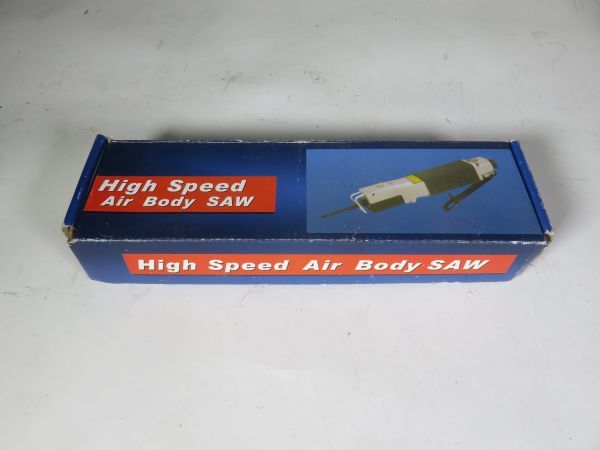 High Speed
Air Body SAW
High Speed Air Body SAW